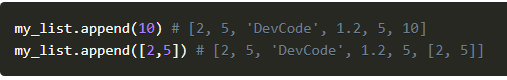 my_list.append(10) # [2, 5, 'DevCode', 1.2, 5, 10]
my_list.append([2,5]) # [2, 5, 'DevCode', 1.2, 5, [2, 5]]